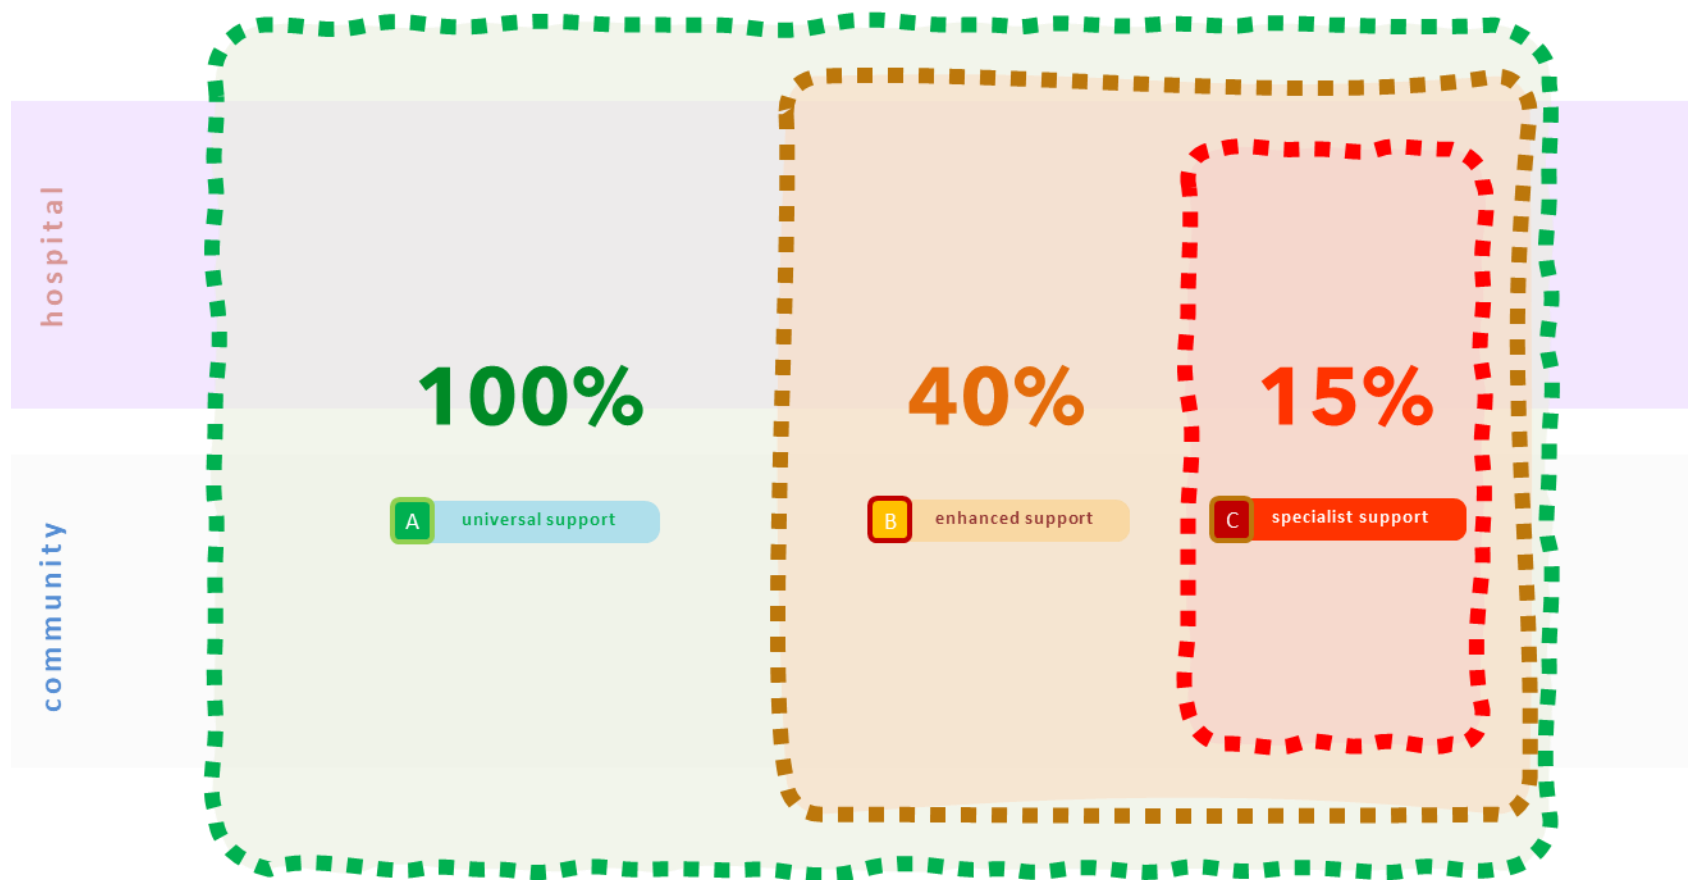 hospital
100%
40%
15%
A universal support
B enhanced support
C specialist support
community